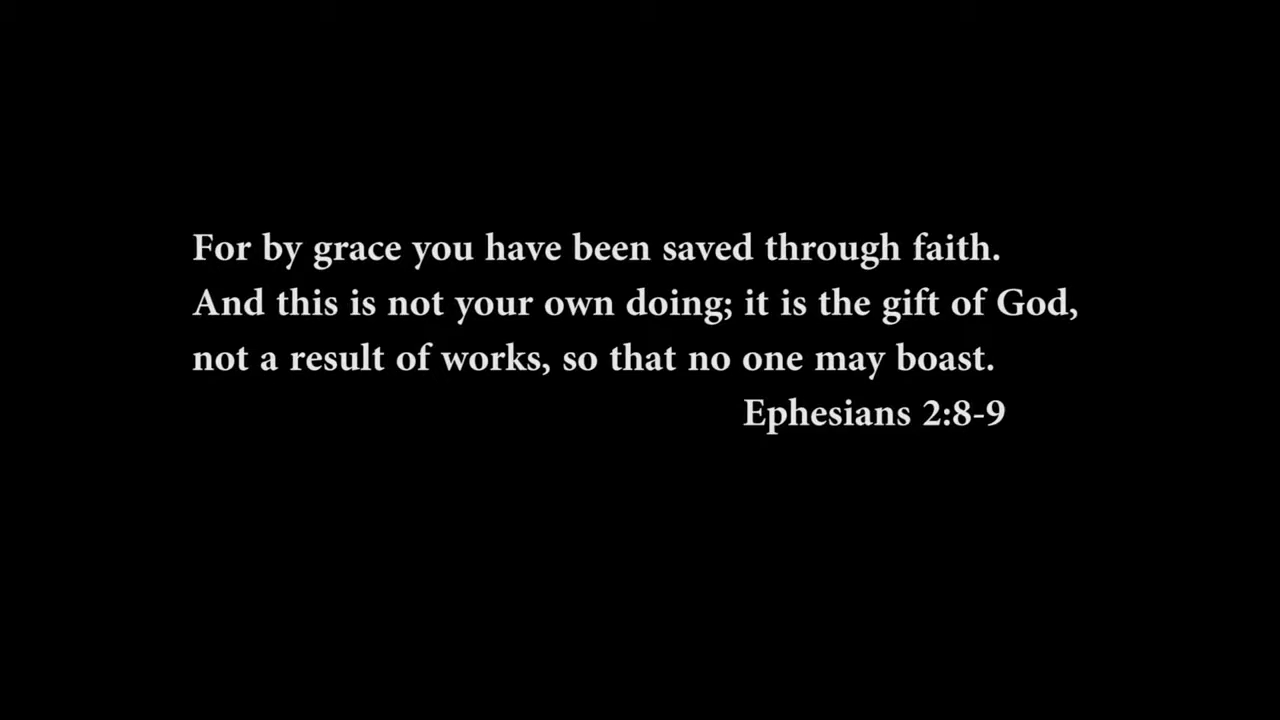 For by grace you have been saved through faith.
And this is not your own doing; it is the gift of God,
not a result of works, so that no one may boast.
Ephesians 2:8-9